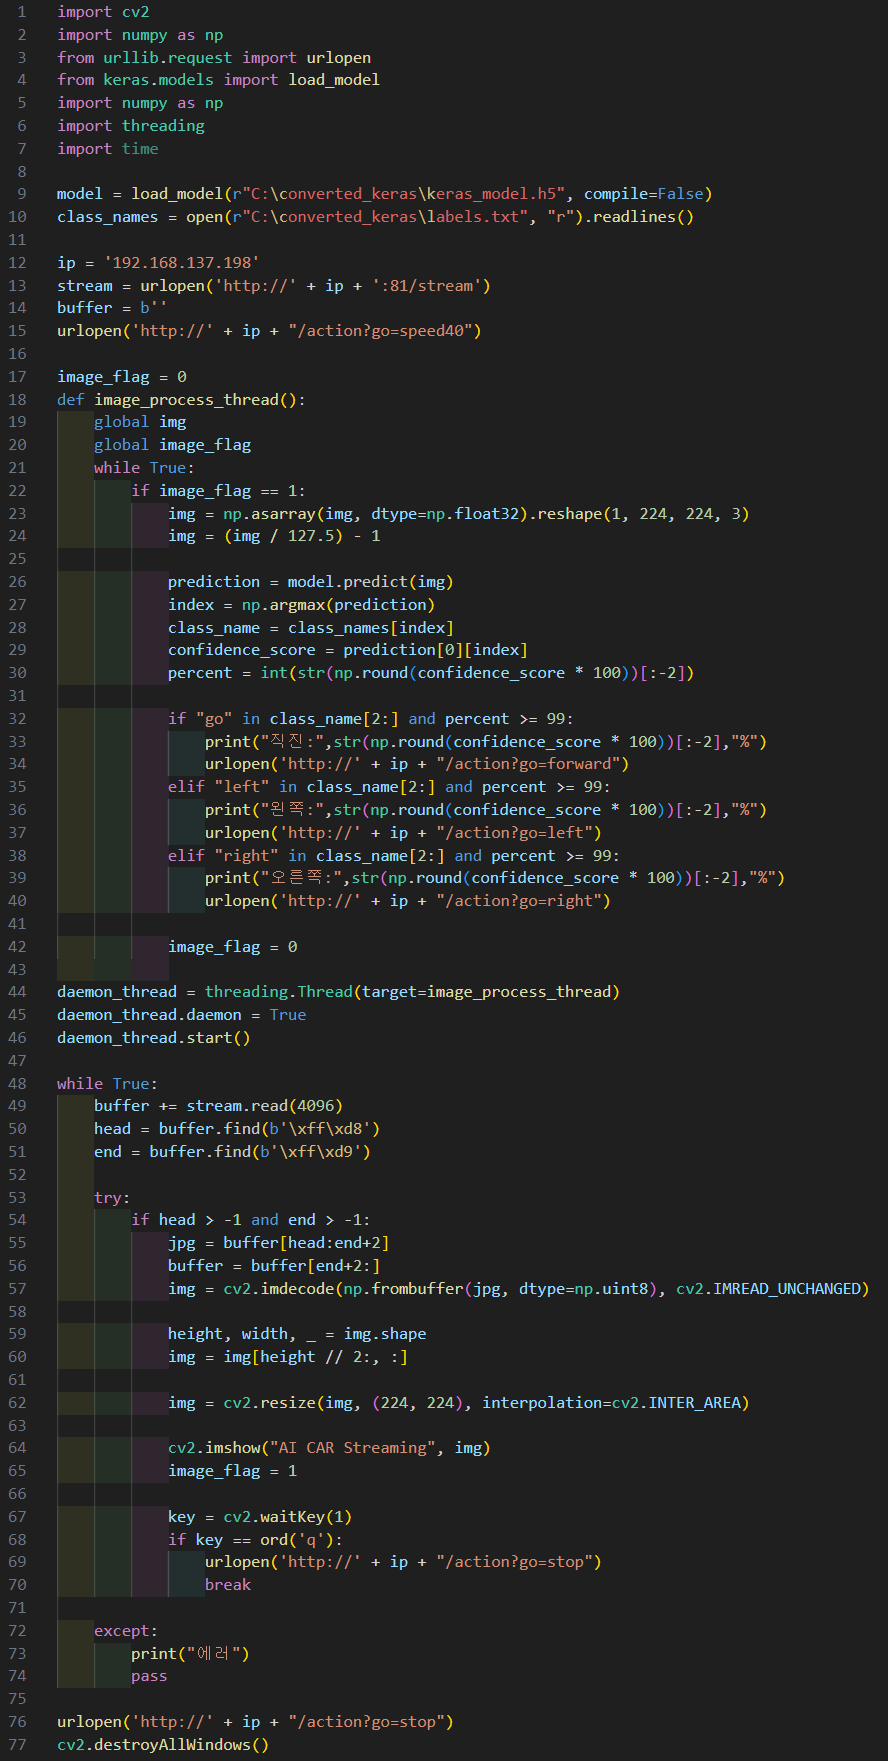 1 import cv2
2 import numpy as np
3 from urllib.request import urlopen
4 from keras.models import load_model
5 import numpy as np
6 import threading
7 import time
8
9 model = load_model(r"C:\converted_keras\keras_model.h5", compile=False)
10 class_names = open(r"C:\converted_keras\labels.txt", "r").readlines()
11
12 ip = '192.168.137.198'
13 stream = urlopen('http://' + ip + ':81/stream')
14 buffer = b''
15 urlopen('http://' + ip + "/action?go=speed40")
16
17 image_flag = 0
18 def image_process_thread():
19     global img
20     global image_flag
21     while True:
22         if image_flag == 1:
23             img = np.asarray(img, dtype=np.float32).reshape(1, 224, 224, 3)
24             img = (img / 127.5) - 1
25
26             prediction = model.predict(img)
27             index = np.argmax(prediction)
28             class_name = class_names[index]
29             confidence_score = prediction[0][index]
30             percent = int(str(np.round(confidence_score * 100))[:-2])
31
32             if "go" in class_name[2:] and percent >= 99:
33                 print("직진:",str(np.round(confidence_score * 100))[:-2],"%")
34                 urlopen('http://' + ip + "/action?go=forward")
35             elif "left" in class_name[2:] and percent >= 99:
36                 print("왼쪽:",str(np.round(confidence_score * 100))[:-2],"%")
37                 urlopen('http://' + ip + "/action?go=left")
38             elif "right" in class_name[2:] and percent >= 99:
39                 print("오른쪽:",str(np.round(confidence_score * 100))[:-2],"%")
40                 urlopen('http://' + ip + "/action?go=right")
41
42             image_flag = 0
43
44 daemon_thread = threading.Thread(target=image_process_thread)
45 daemon_thread.daemon = True
46 daemon_thread.start()
47
48 while True:
49     buffer += stream.read(4096)
50     head = buffer.find(b'\xff\xd8')
51     end = buffer.find(b'\xff\xd9')
52
53     try:
54         if head > -1 and end > -1:
55             jpg = buffer[head:end+2]
56             buffer = buffer[end+2:]
57             img = cv2.imdecode(np.frombuffer(jpg, dtype=np.uint8), cv2.IMREAD_UNCHANGED)
58
59             height, width, _ = img.shape
60             img = img[height // 2:, :]
61
62             img = cv2.resize(img, (224, 224), interpolation=cv2.INTER_AREA)
63
64             cv2.imshow("AI CAR Streaming", img)
65             image_flag = 1
66
67             key = cv2.waitKey(1)
68             if key == ord('q'):
69                 urlopen('http://' + ip + "/action?go=stop")
70                 break
71
72     except:
73         print("에러")
74         pass
75
76 urlopen('http://' + ip + "/action?go=stop")
77 cv2.destroyAllWindows()